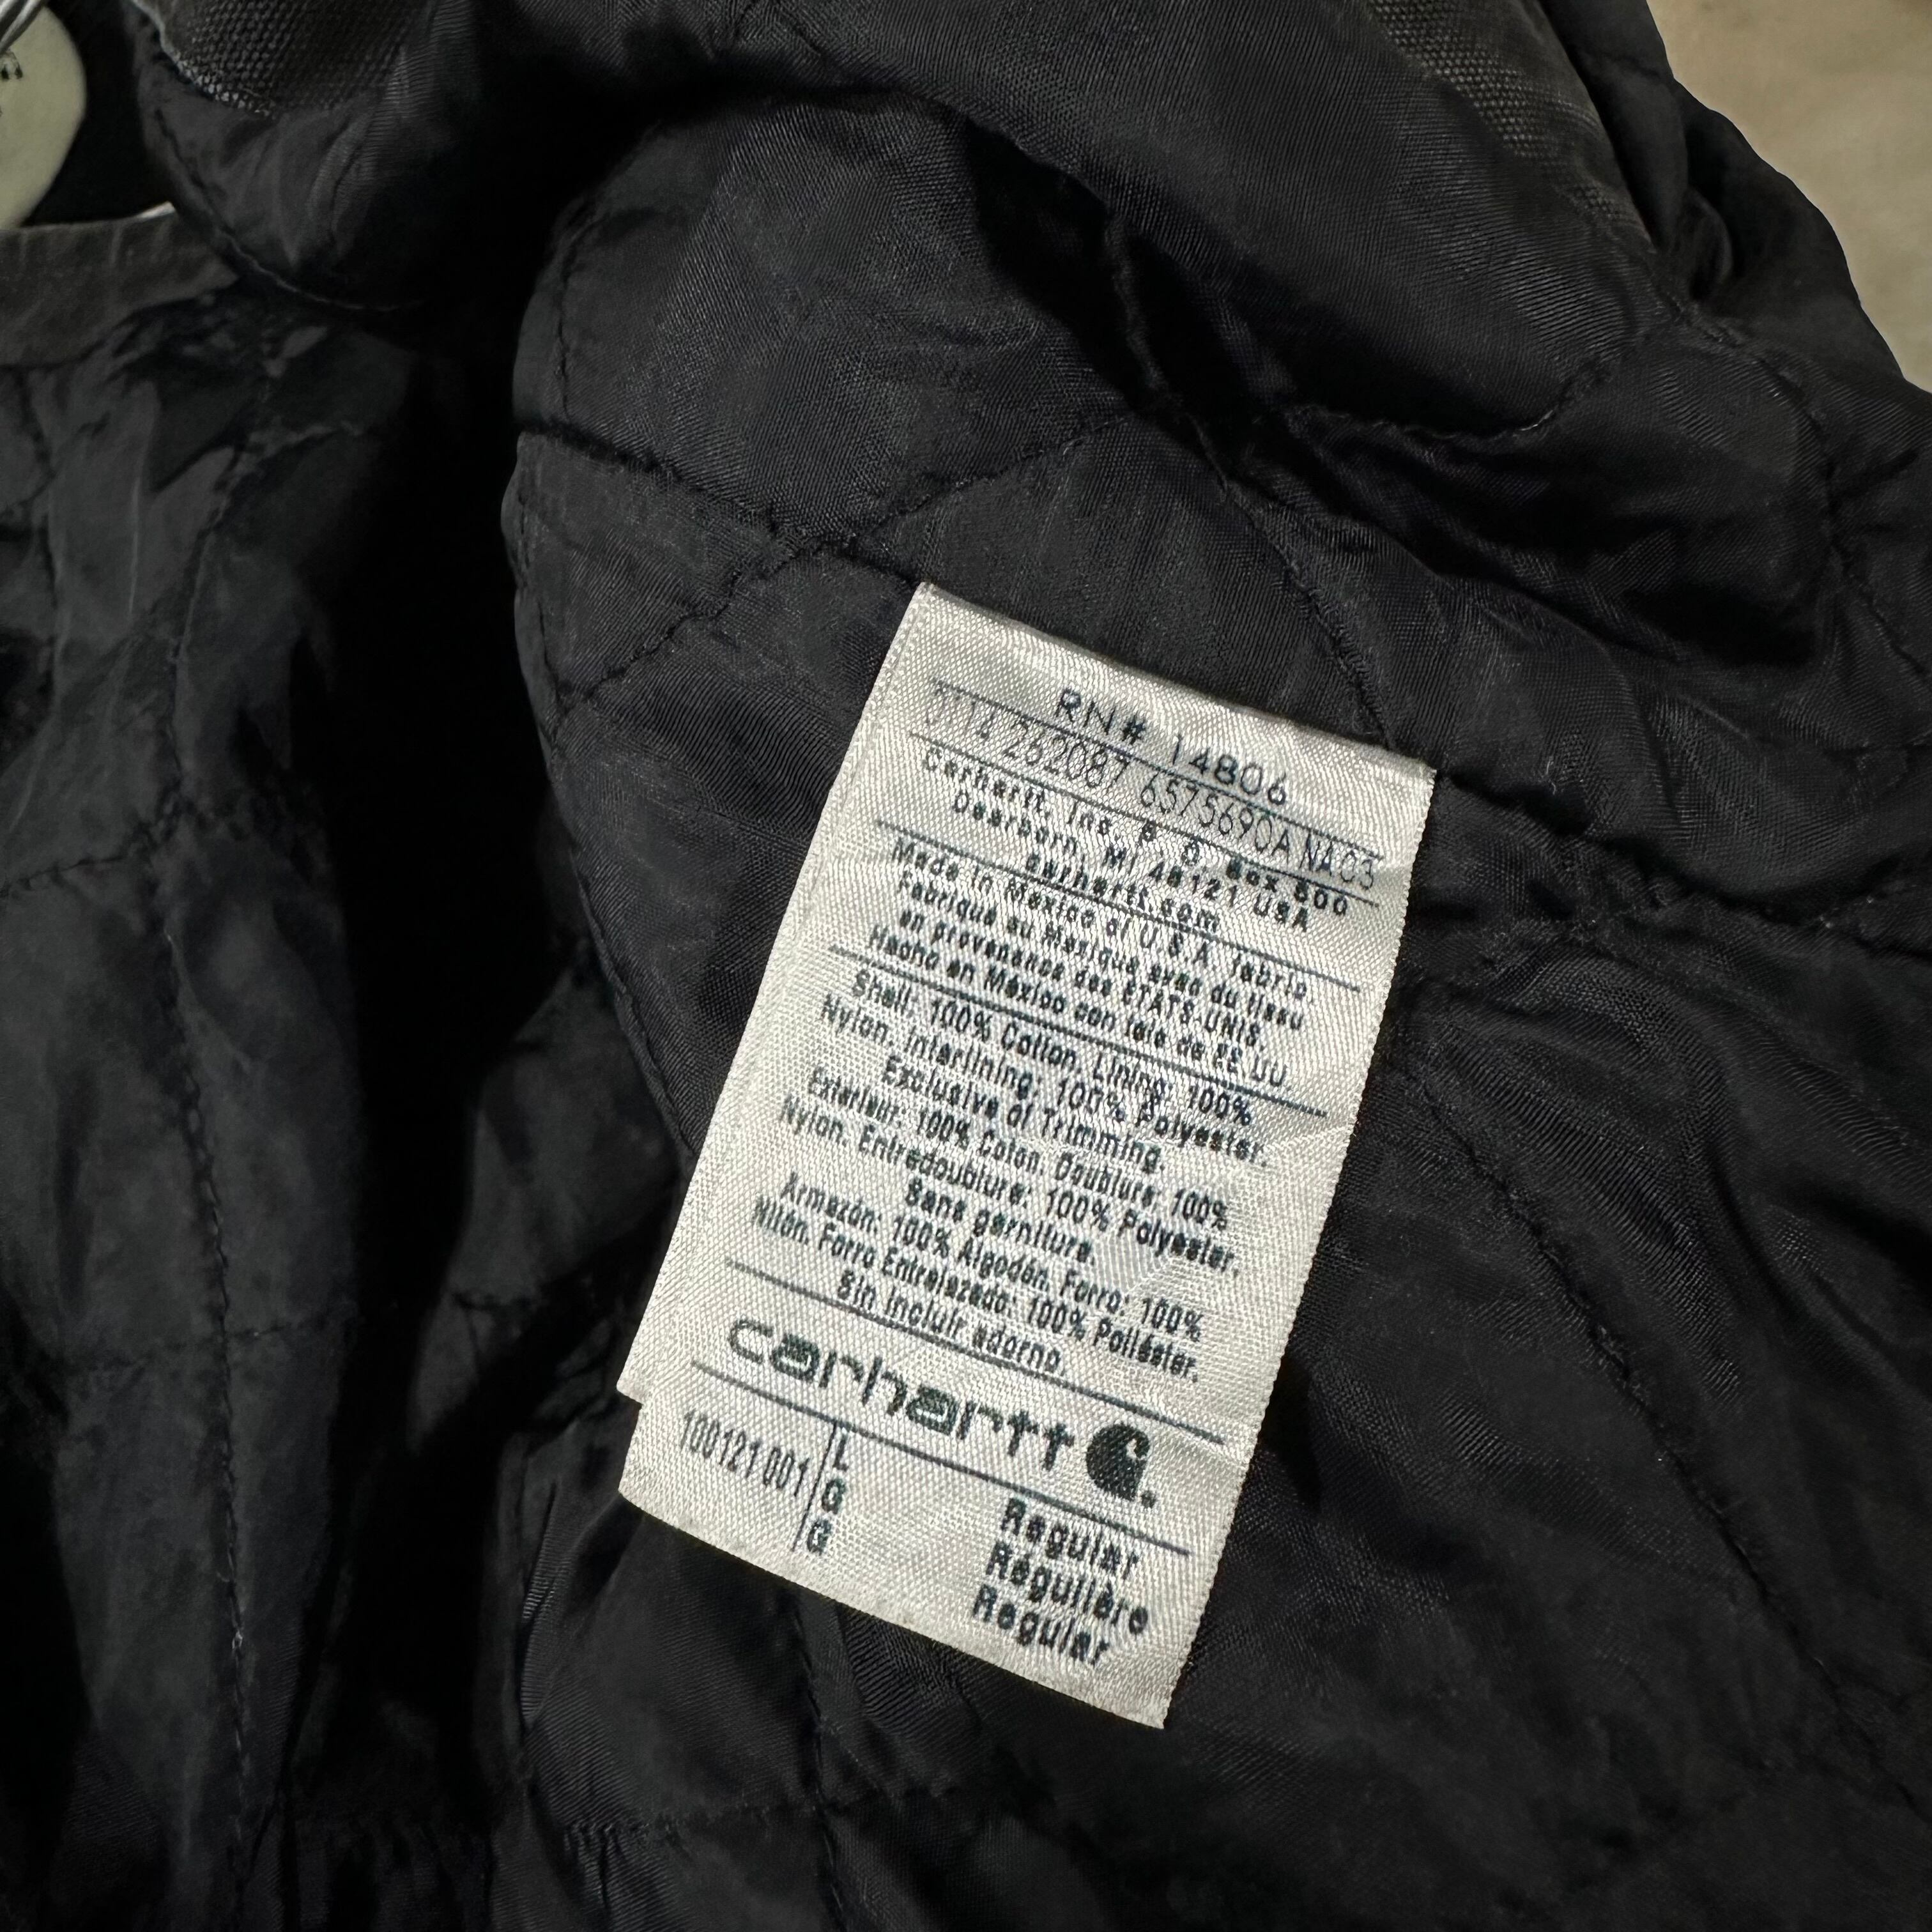 RN# 14806
0714 262087 6575690A NA03
Carhartt, Inc. P. O. Box 600
Dearborn, MI 48121 USA
carhartt.com
Made in Mexico of U.S.A. fabric.
Fabriqué au Mexique avec du tissu
en provenance des ÉTATS-UNIS.
Hecho en México con tela de EE.UU.
Shell: 100% Cotton. Lining: 100%
Nylon. Interlining: 100% Polyester.
Exclusive of Trimming.
Exterieur: 100% Coton. Doublure: 100%
Nylon. Entredoublure: 100% Polyester.
Sans garniture.
Armazón: 100% Algodón. Forro: 100%
Nilón. Forro Entrelazado: 100% Poliéster.
Sin incluir adorno.
carhartt
100121 001 L Regular
G Régulière
G Regular